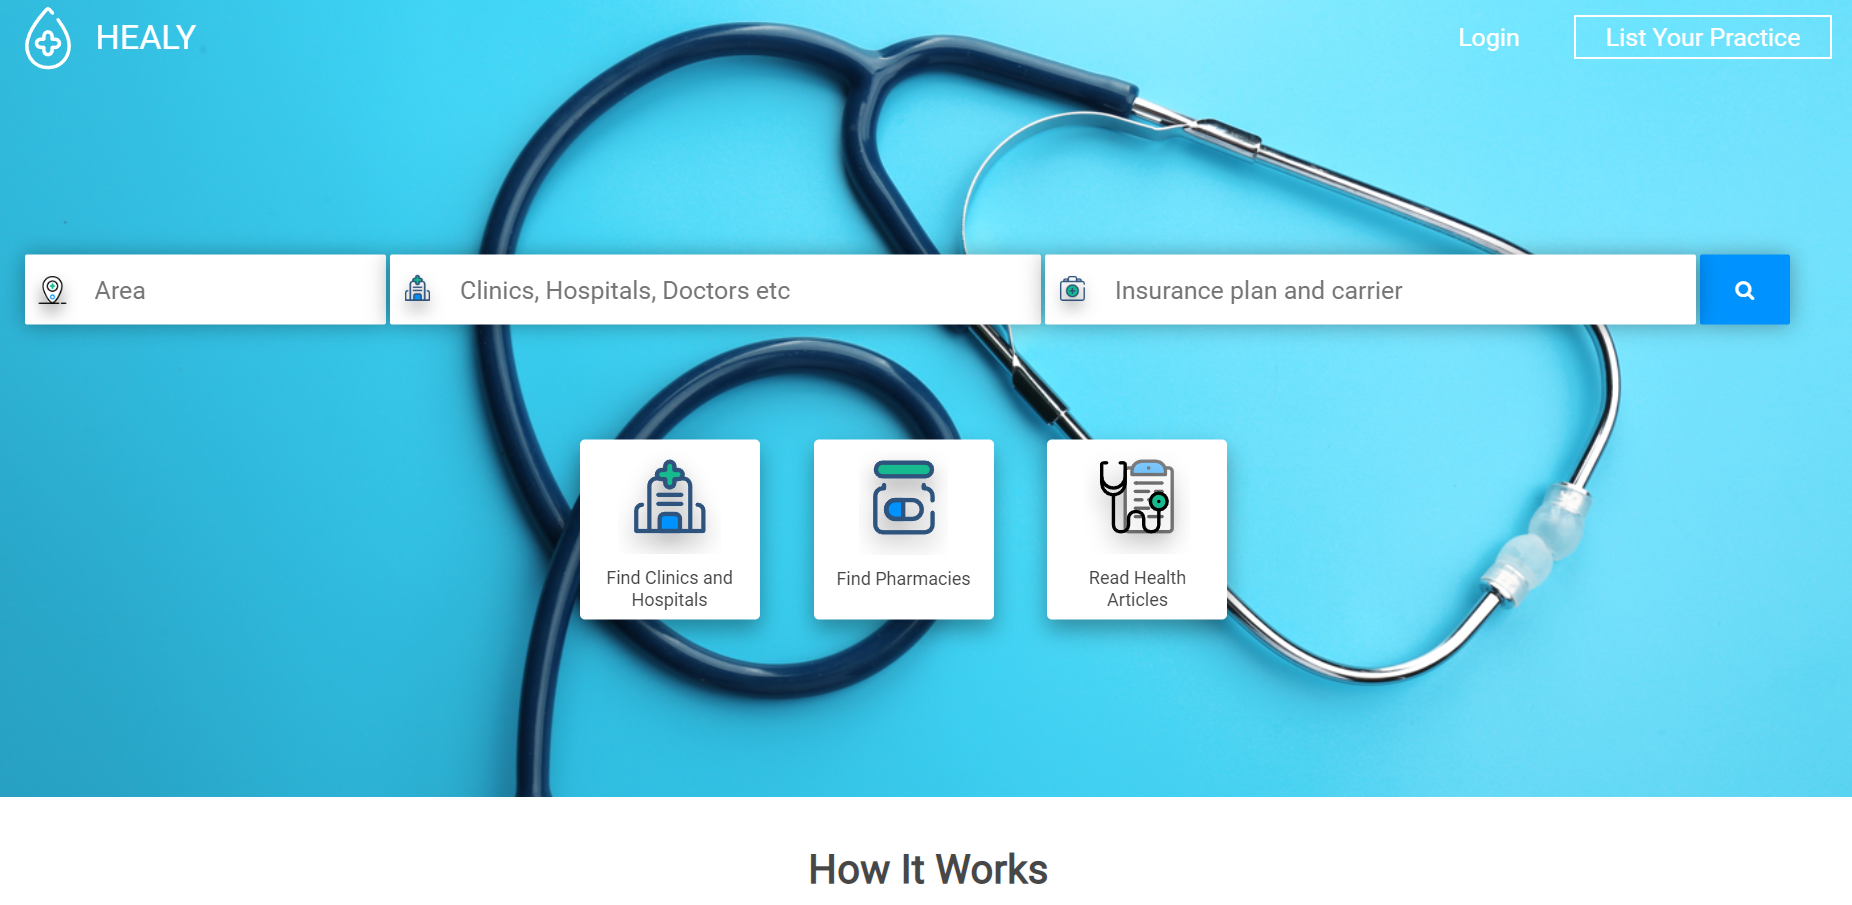 HEALY
Login
List Your Practice
Area
Clinics, Hospitals, Doctors etc
Insurance plan and carrier
Find Clinics and
Hospitals
Find Pharmacies
Read Health
Articles
How It Works